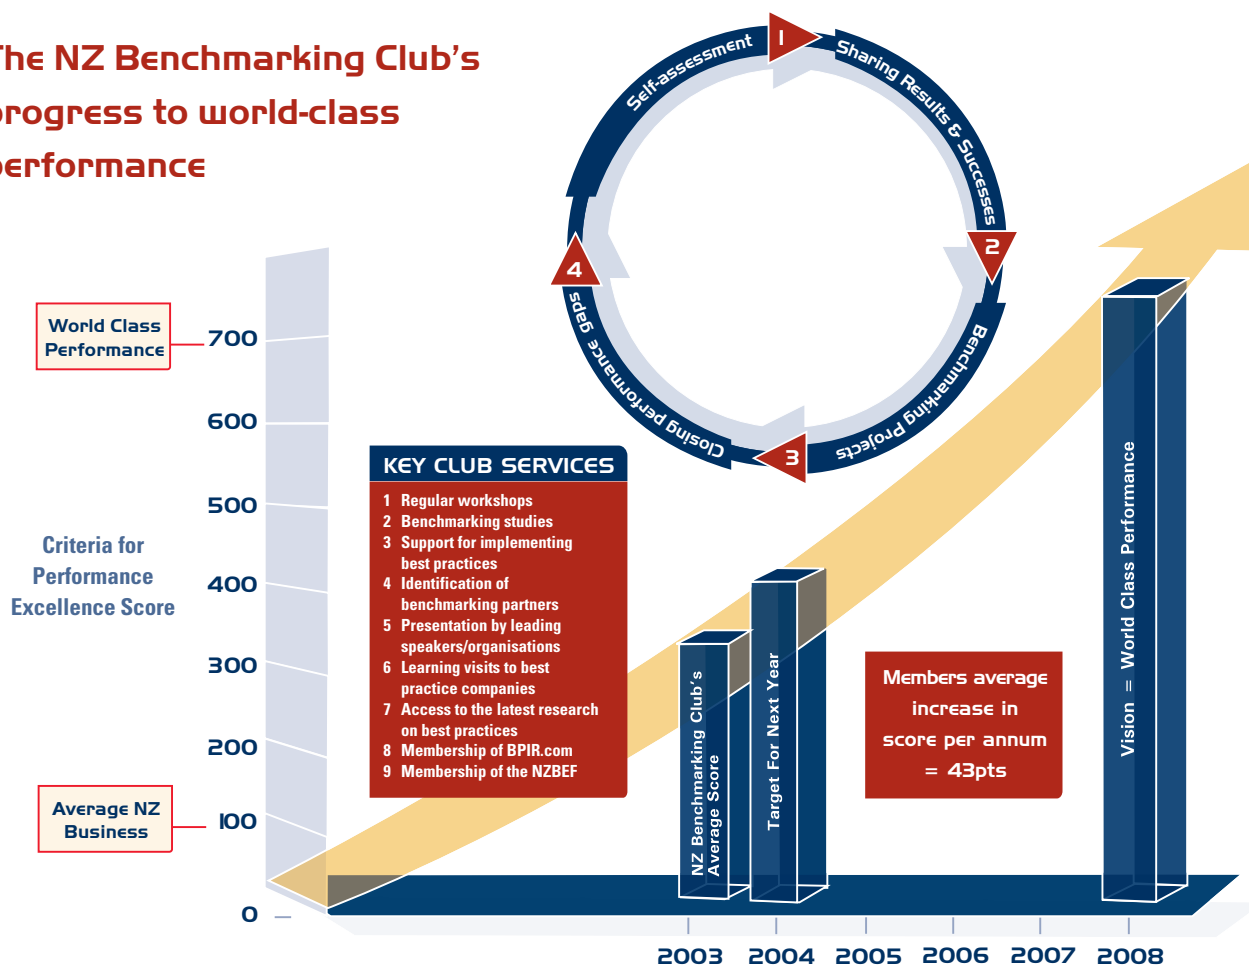 The NZ Benchmarking Club's
progress to world-class
performance
Self-assessment
1
Sharing Results & Successes
2
Benchmarking Projects
3
Closing performance gaps
4
World Class
Performance
700
600
500
400
300
200
100
0
Criteria for
Performance
Excellence Score
Average NZ
Business
KEY CLUB SERVICES
1 Regular workshops
2 Benchmarking studies
3 Support for implementing
best practices
4 Identification of
benchmarking partners
5 Presentation by leading
speakers/organisations
6 Learning visits to best
practice companies
7 Access to the latest research
on best practices
8 Membership of BPIR.com
9 Membership of the NZBEF
NZ Benchmarking Club's
Average Score
Target For Next Year
Members average
increase in
score per annum
= 43pts
Vision = World Class Performance
2003 2004 2005 2006 2007 2008